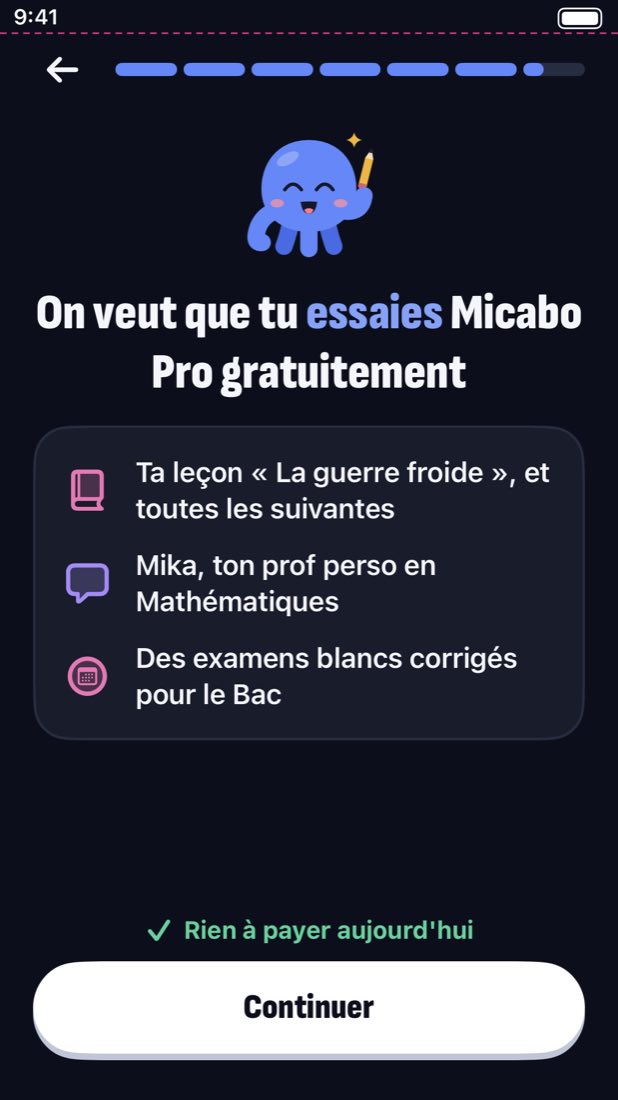 9:41
On veut que tu essaies Micabo
Pro gratuitement
Ta leçon « La guerre froide », et
toutes les suivantes
Mika, ton prof perso en
Mathématiques
Des examens blancs corrigés
pour le Bac
Rien à payer aujourd'hui
Continuer